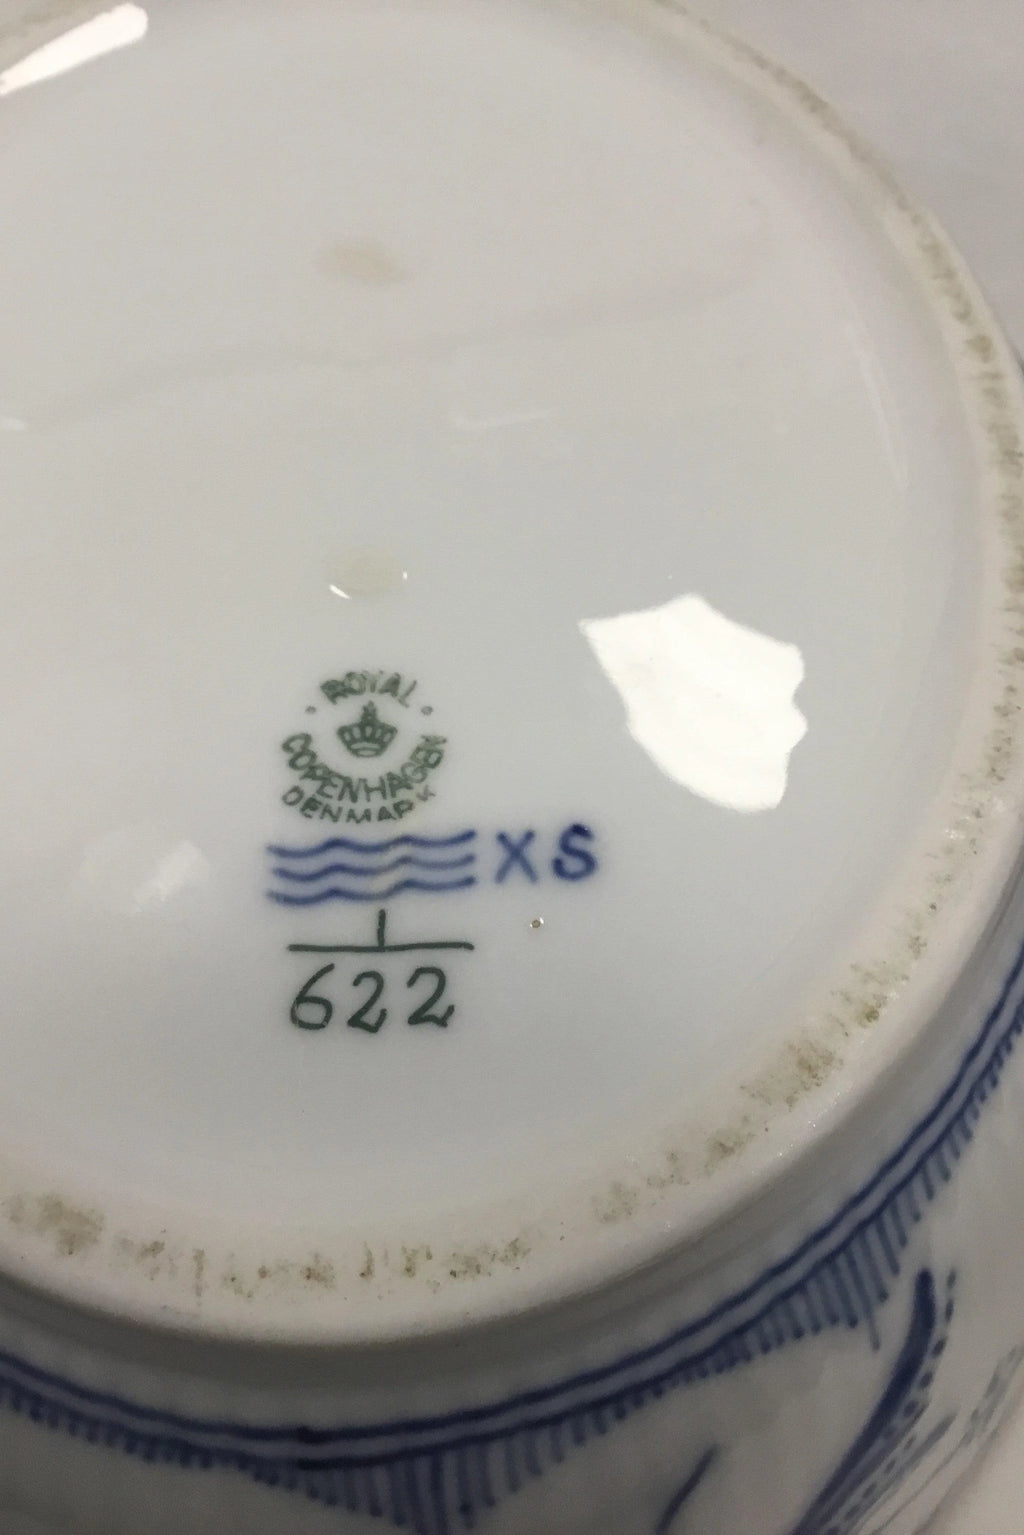 ROYAL
COPENHAGEN
DENMARK
XS
1
622